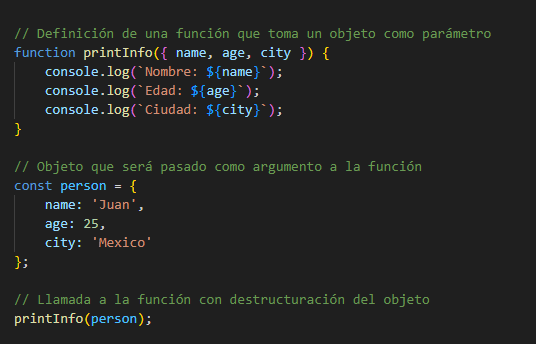 // Definición de una función que toma un objeto como parámetro
function printInfo({ name, age, city }) {
    console.log(`Nombre: ${name}`);
    console.log(`Edad: ${age}`);
    console.log(`Ciudad: ${city}`);
}

// Objeto que será pasado como argumento a la función
const person = {
    name: 'Juan',
    age: 25,
    city: 'Mexico'
};

// Llamada a la función con destructuración del objeto
printInfo(person);